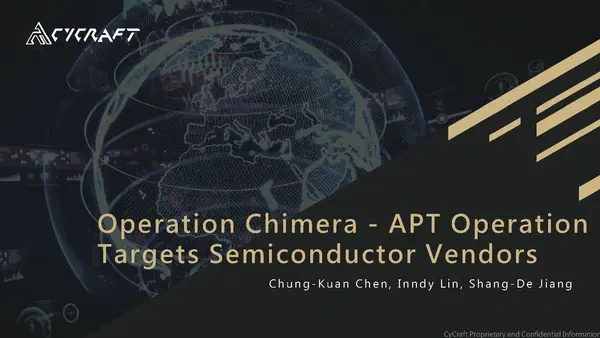 CYCRAFT
Operation Chimera - APT Operation
Targets Semiconductor Vendors
Chung-Kuan Chen, Inndy Lin, Shang-De Jiang
CyCraft Proprietary and Confidential Information